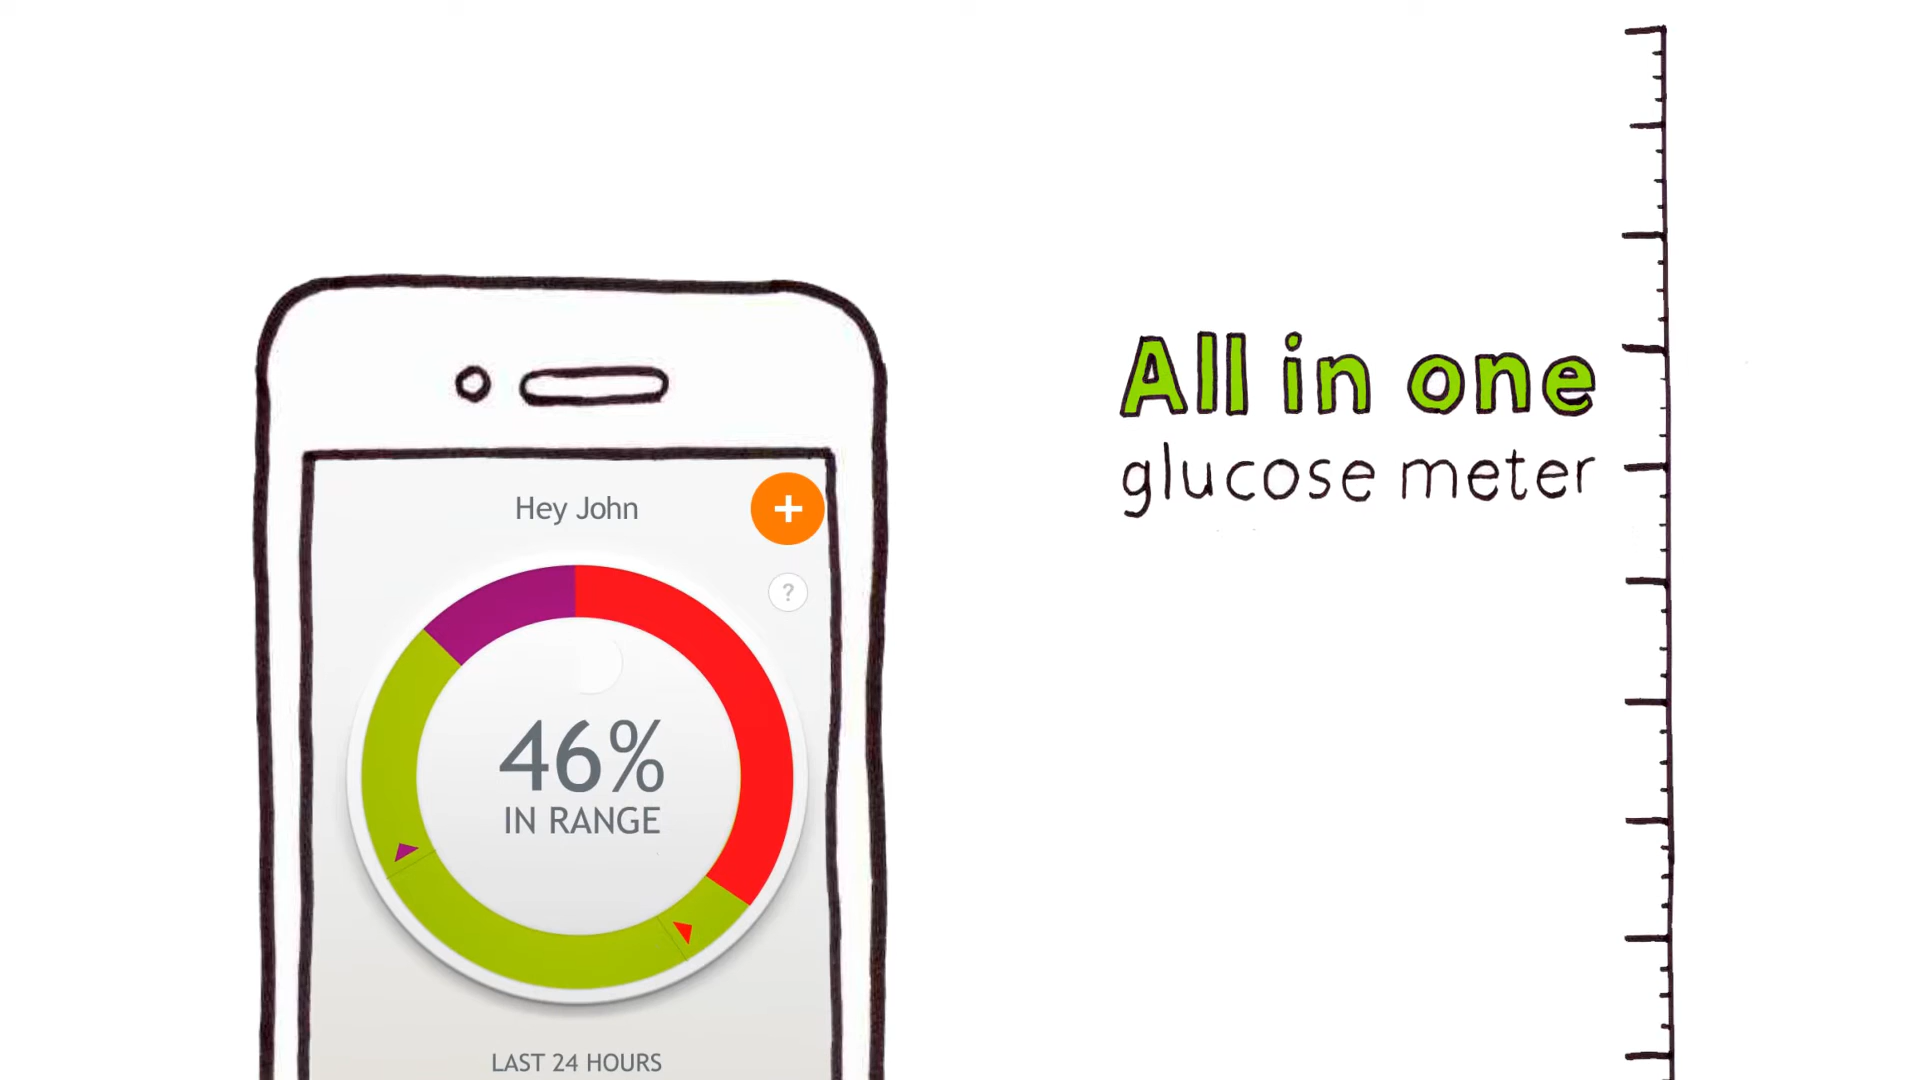 All in one
glucose meter
Hey John
+
?
46%
IN RANGE
LAST 24 HOURS